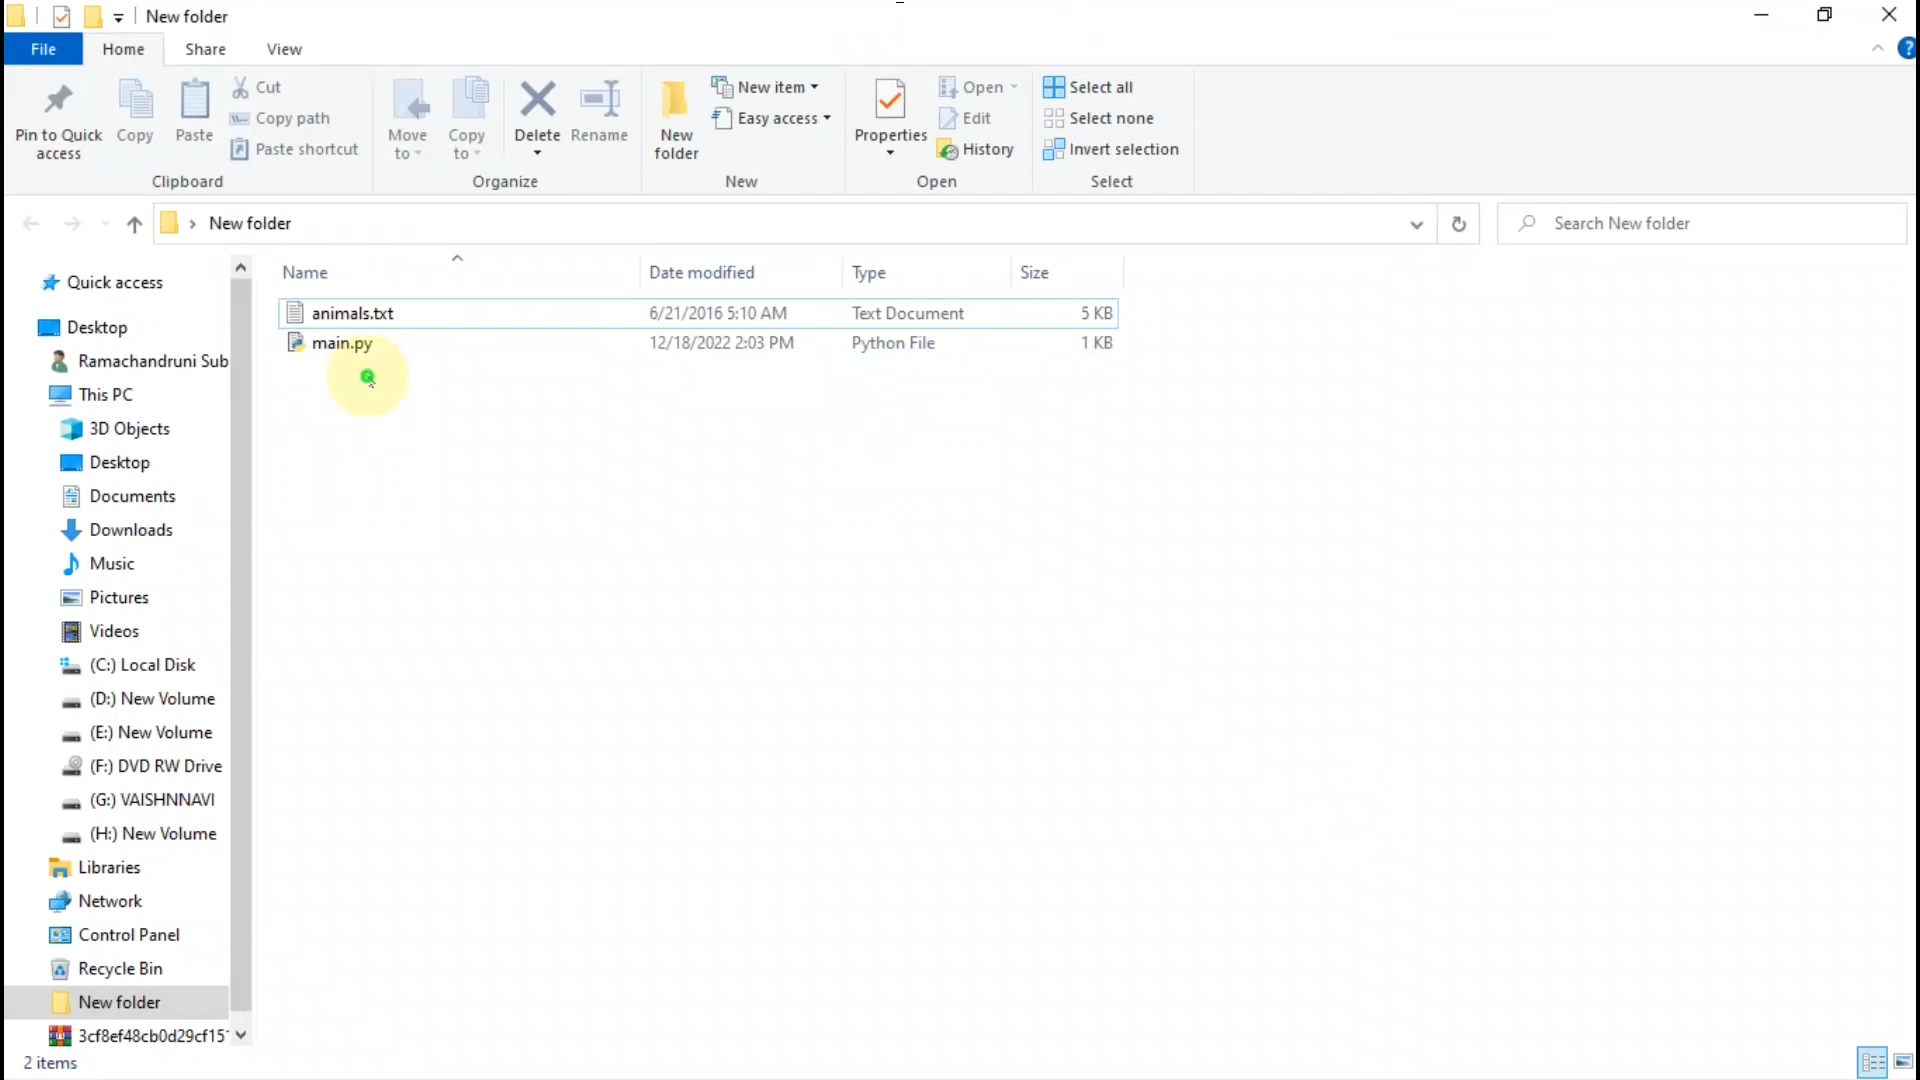 New folder
File Home Share View
Pin to Quick access
Copy
Paste
Cut
Copy path
Paste shortcut
Clipboard
Move to
Copy to
Delete
Rename
Organize
New folder
New item
Easy access
New
Properties
Open
Edit
History
Open
Select all
Select none
Invert selection
Select
New folder
Search New folder
Name Date modified Type Size
animals.txt 6/21/2016 5:10 AM Text Document 5 KB
main.py 12/18/2022 2:03 PM Python File 1 KB
Quick access
Desktop
Ramachandruni Sub
This PC
3D Objects
Desktop
Documents
Downloads
Music
Pictures
Videos
(C:) Local Disk
(D:) New Volume
(E:) New Volume
(F:) DVD RW Drive
(G:) VAISHNNAVI
(H:) New Volume
Libraries
Network
Control Panel
Recycle Bin
New folder
3cf8ef48cb0d29cf15
2 items